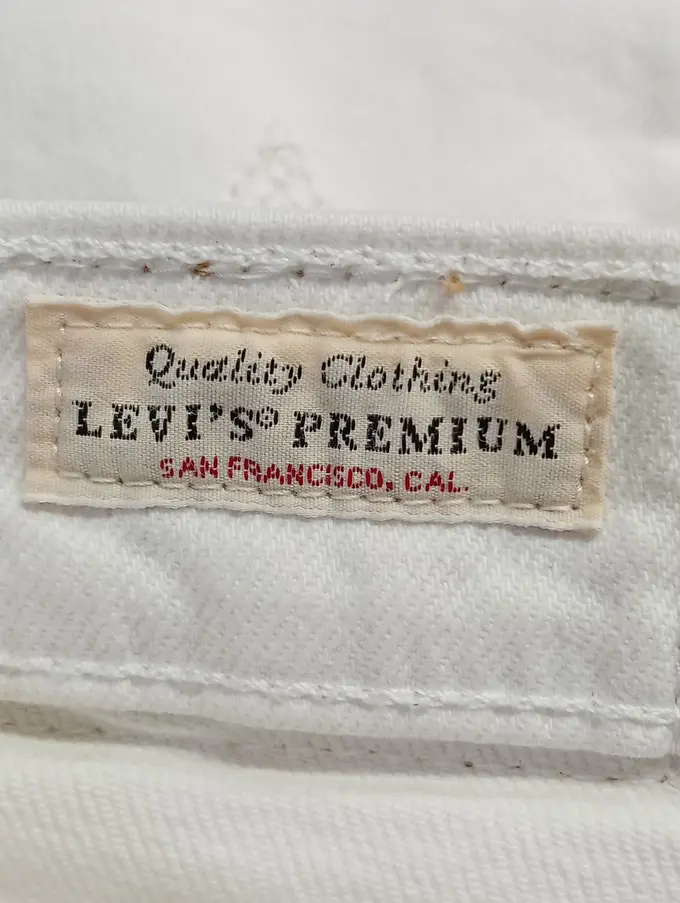 Quality Clothing
LEVI'S® PREMIUM
SAN FRANCISCO, CAL.